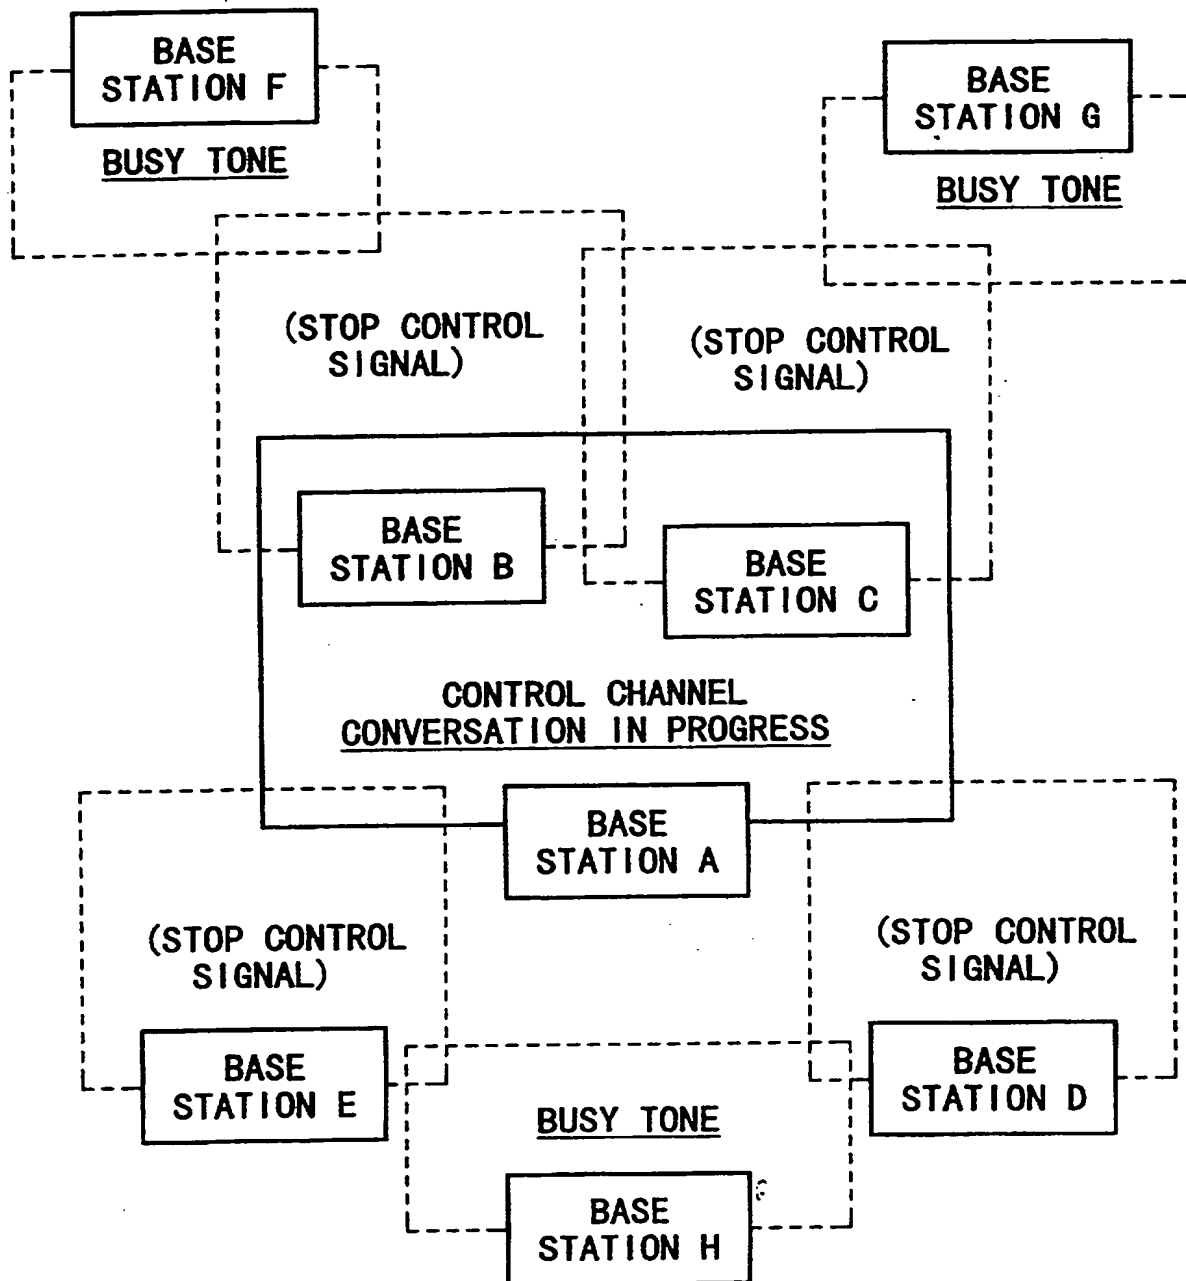 BASE
STATION F
BUSY TONE
BASE
STATION G
BUSY TONE
(STOP CONTROL
SIGNAL)
(STOP CONTROL
SIGNAL)
BASE
STATION B
BASE
STATION C
CONTROL CHANNEL
CONVERSATION IN PROGRESS
BASE
STATION A
(STOP CONTROL
SIGNAL)
(STOP CONTROL
SIGNAL)
BASE
STATION E
BASE
STATION D
BUSY TONE
BASE
STATION H